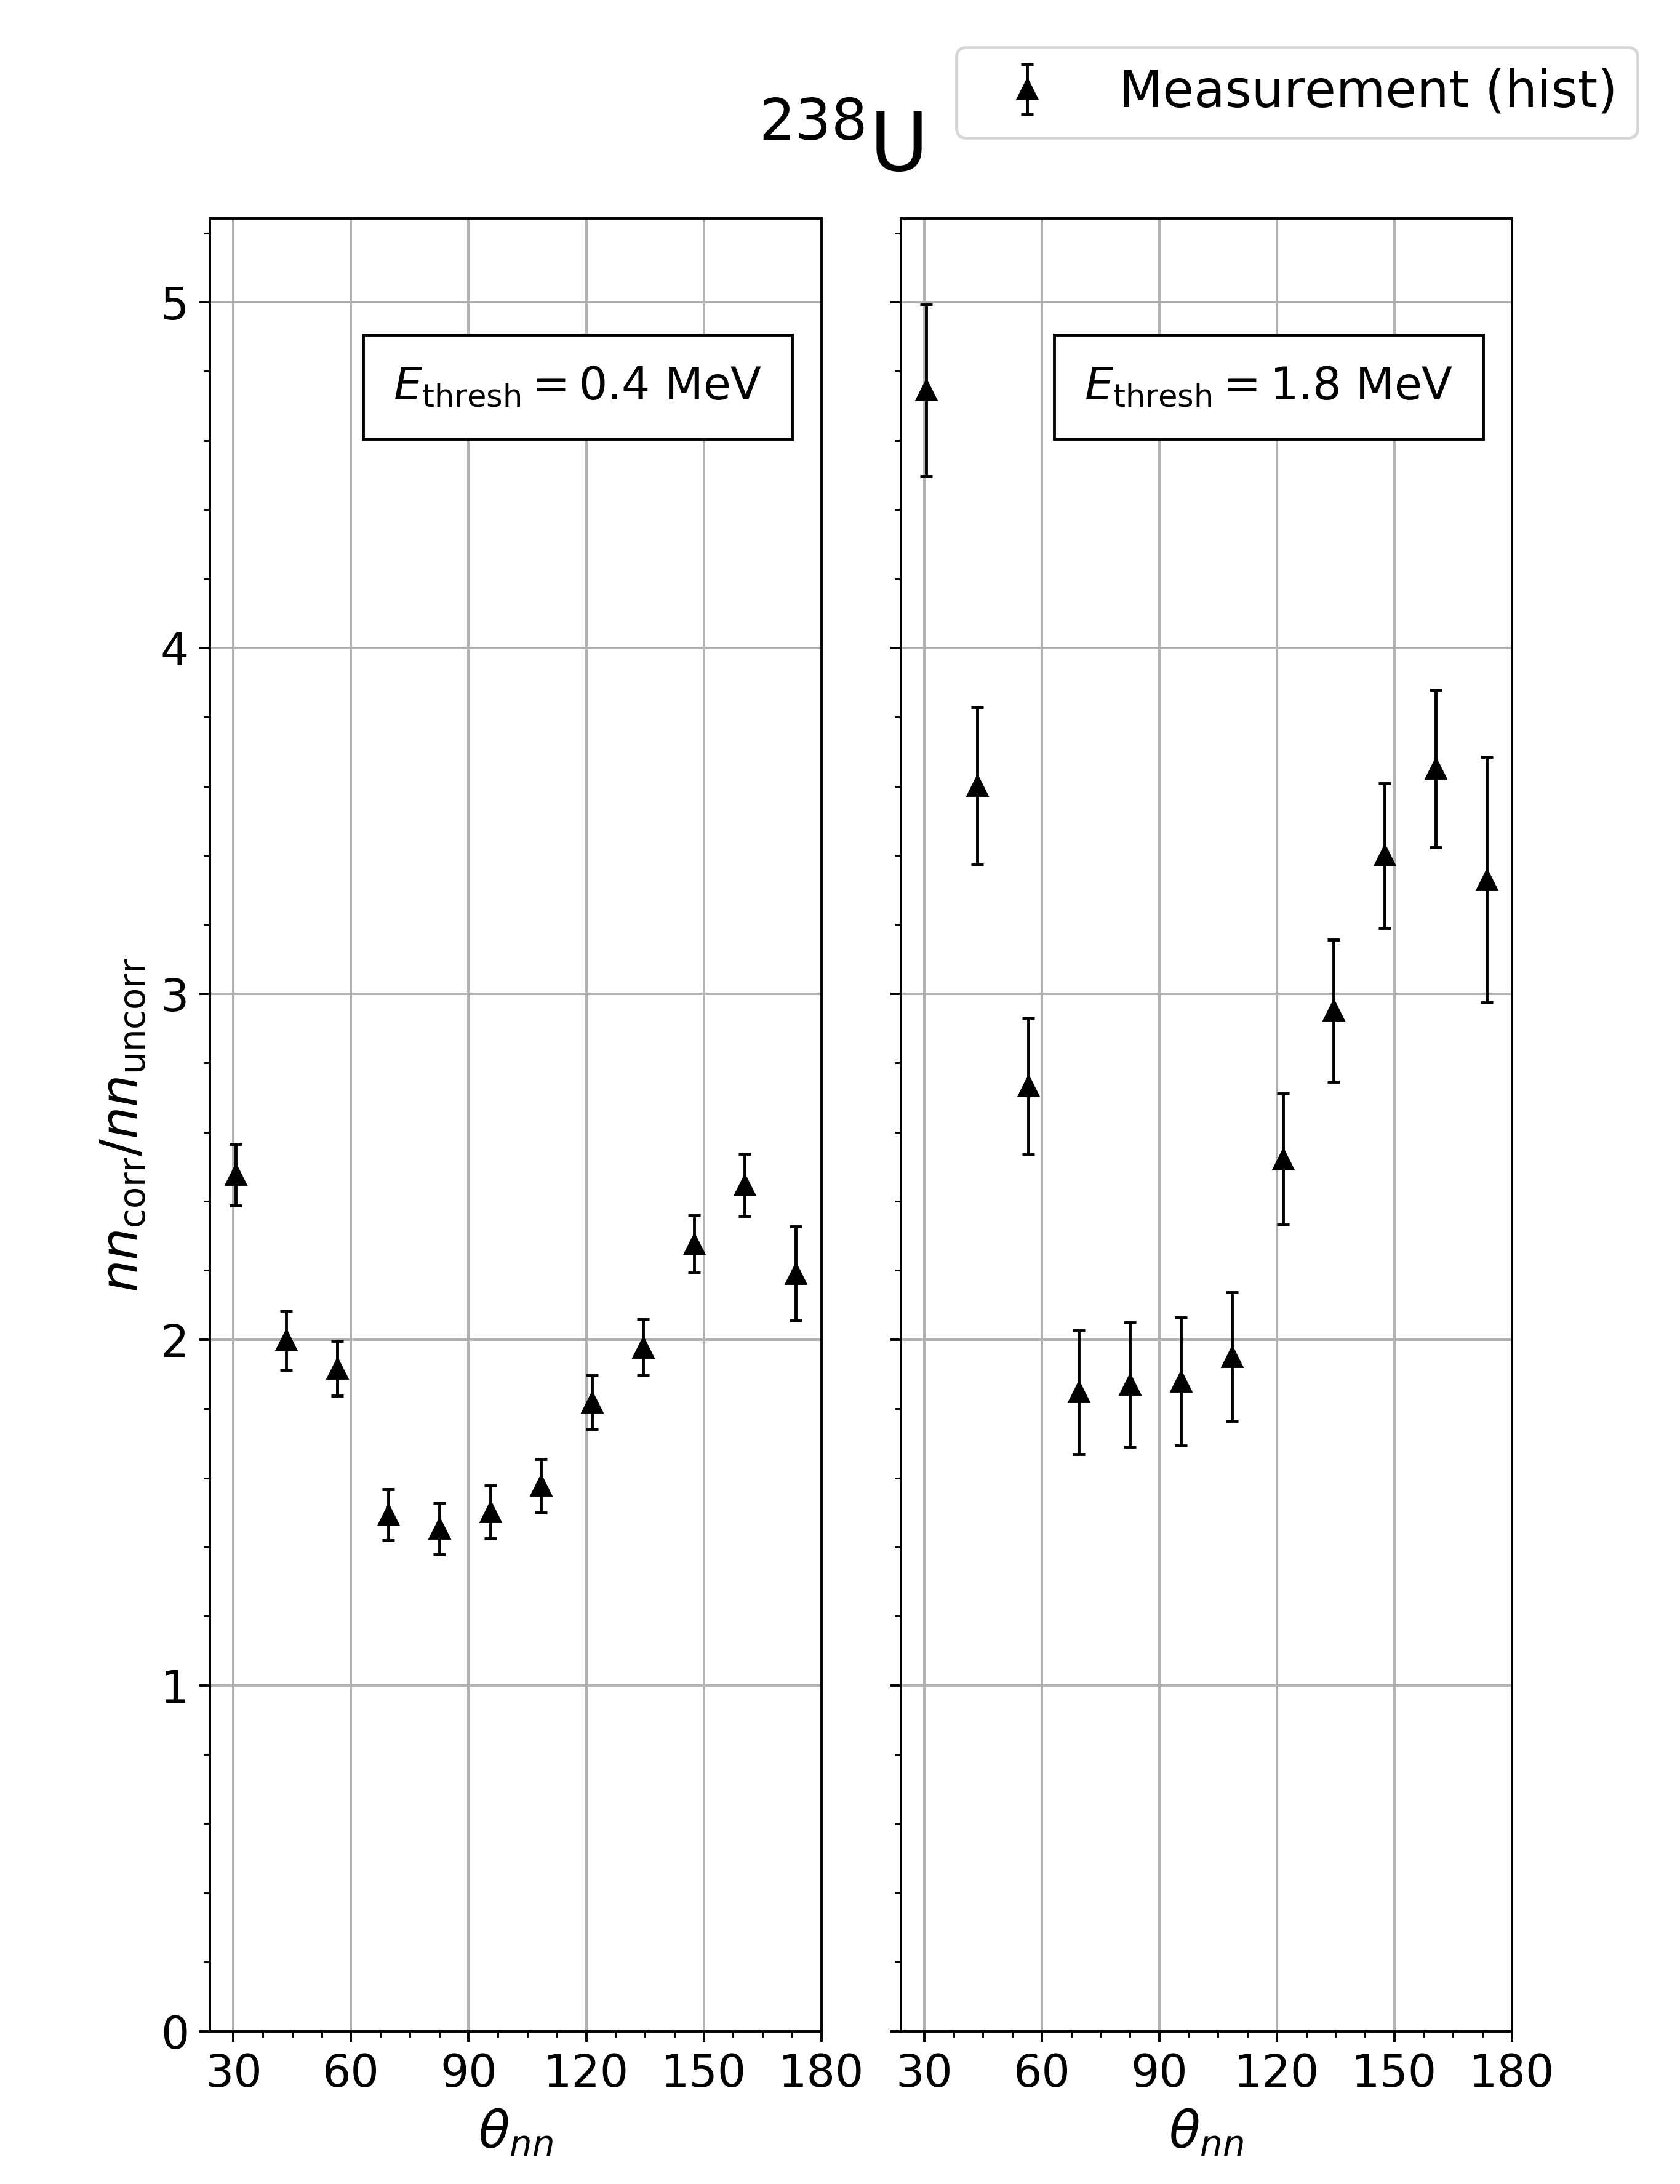 Measurement (hist)
²³⁸U
E_thresh = 0.4 MeV
E_thresh = 1.8 MeV
nn_corr/nn_uncorr
5
4
3
2
1
0
30 60 90 120 150 180
30 60 90 120 150 180
θ_nn
θ_nn